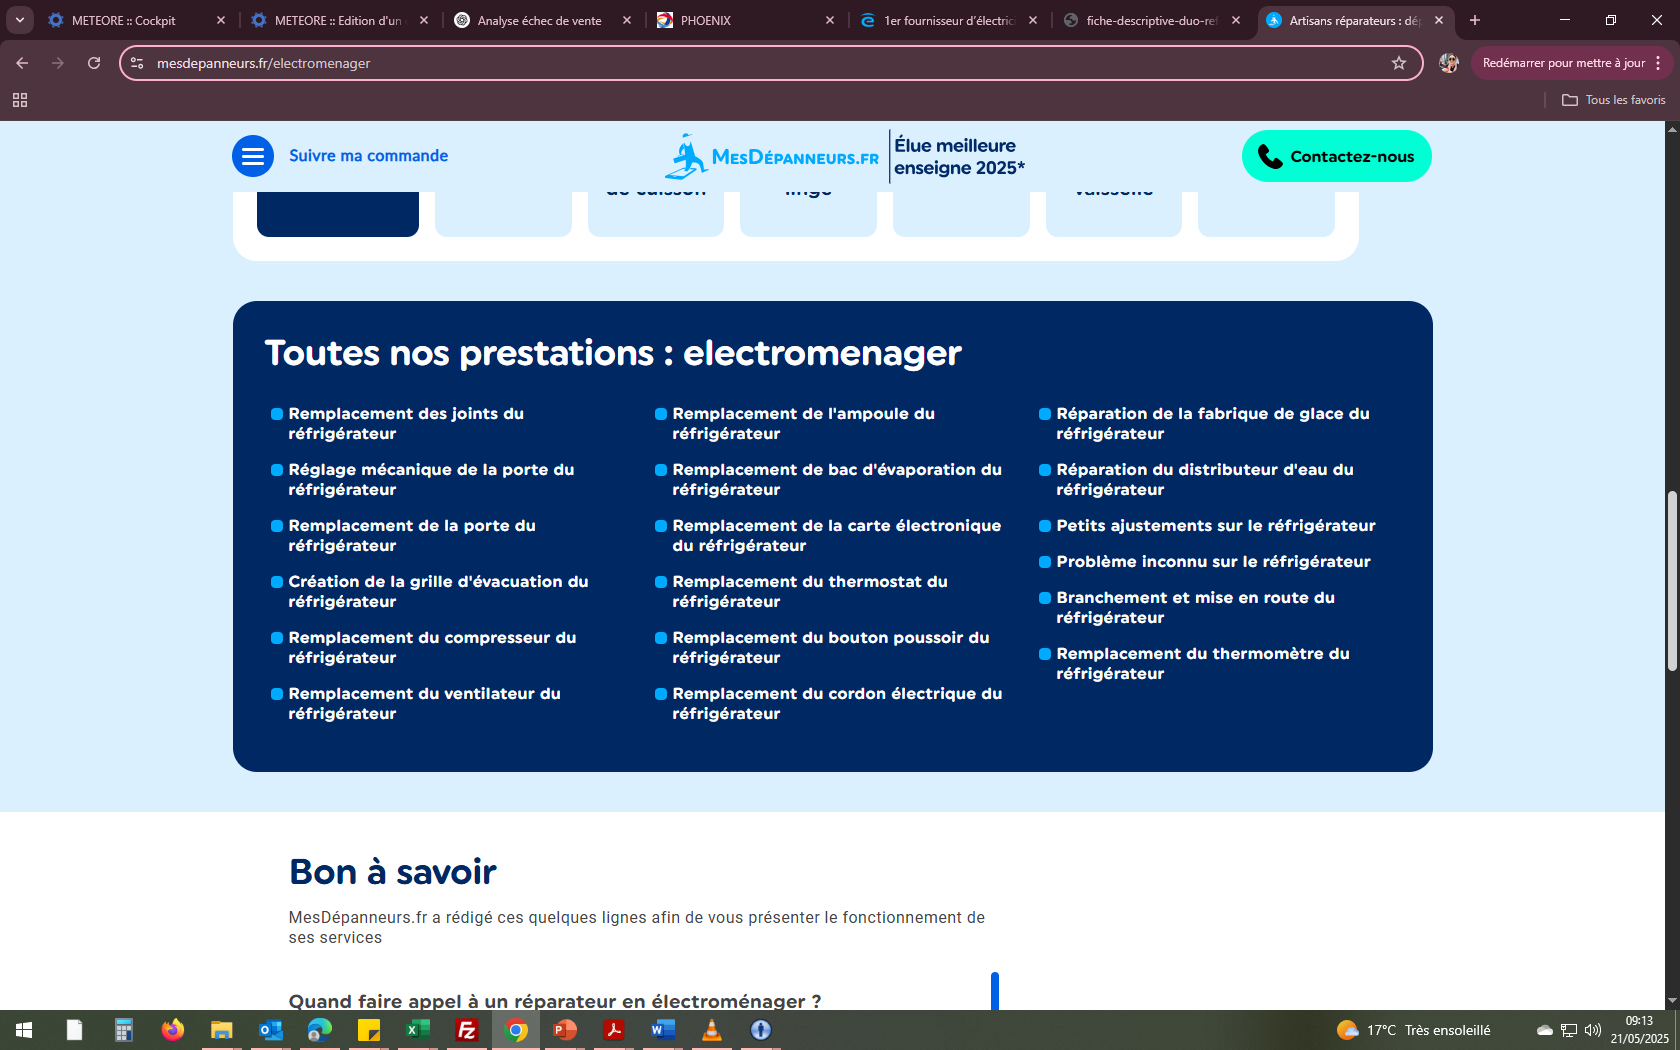 METEORE :: Cockpit
METEORE :: Edition d'un
Analyse échec de vente
PHOENIX
1er fournisseur d'électric
fiche-descriptive-duo-ref
Artisans réparateurs : dép
mesdepanneurs.fr/electromenager
Redémarrer pour mettre à jour
Tous les favoris
Suivre ma commande
MESDÉPANNEURS.FR
Élue meilleure
enseigne 2025*
Contactez-nous
de cuisson
linge
vaisselle
Toutes nos prestations : electromenager
Remplacement des joints du
réfrigérateur
Réglage mécanique de la porte du
réfrigérateur
Remplacement de la porte du
réfrigérateur
Création de la grille d'évacuation du
réfrigérateur
Remplacement du compresseur du
réfrigérateur
Remplacement du ventilateur du
réfrigérateur
Remplacement de l'ampoule du
réfrigérateur
Remplacement de bac d'évaporation du
réfrigérateur
Remplacement de la carte électronique
du réfrigérateur
Remplacement du thermostat du
réfrigérateur
Remplacement du bouton poussoir du
réfrigérateur
Remplacement du cordon électrique du
réfrigérateur
Réparation de la fabrique de glace du
réfrigérateur
Réparation du distributeur d'eau du
réfrigérateur
Petits ajustements sur le réfrigérateur
Problème inconnu sur le réfrigérateur
Branchement et mise en route du
réfrigérateur
Remplacement du thermomètre du
réfrigérateur
Bon à savoir
MesDépanneurs.fr a rédigé ces quelques lignes afin de vous présenter le fonctionnement de
ses services
Quand faire appel à un réparateur en électroménager ?
17°C Très ensoleillé
09:13
21/05/2025